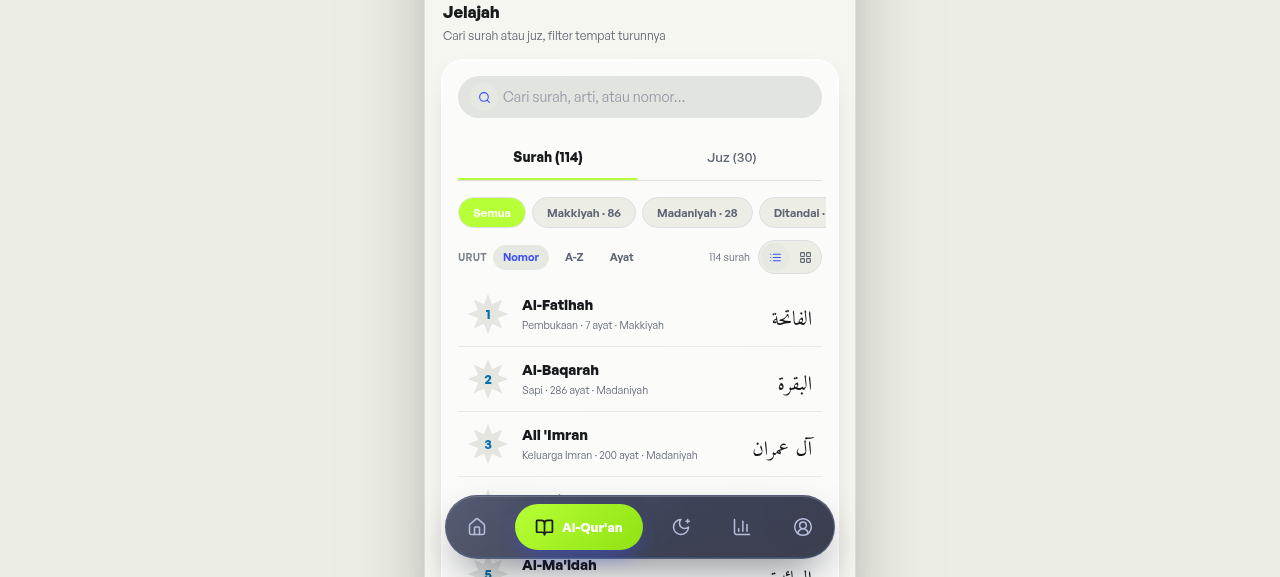 Jelajah
Cari surah atau juz, filter tempat turunnya
Cari surah, arti, atau nomor...
Surah (114)
Juz (30)
Semua
Makkiyah · 86
Madaniyah · 28
Ditandai ·
URUT
Nomor
A-Z
Ayat
114 surah
1
Al-Fatihah
Pembukaan · 7 ayat · Makkiyah
الفاتحة
2
Al-Baqarah
Sapi · 286 ayat · Madaniyah
البقرة
3
Ali 'Imran
Keluarga Imran · 200 ayat · Madaniyah
آل عمران
Al-Qur'an
5
Al-Ma'idah
المائدة